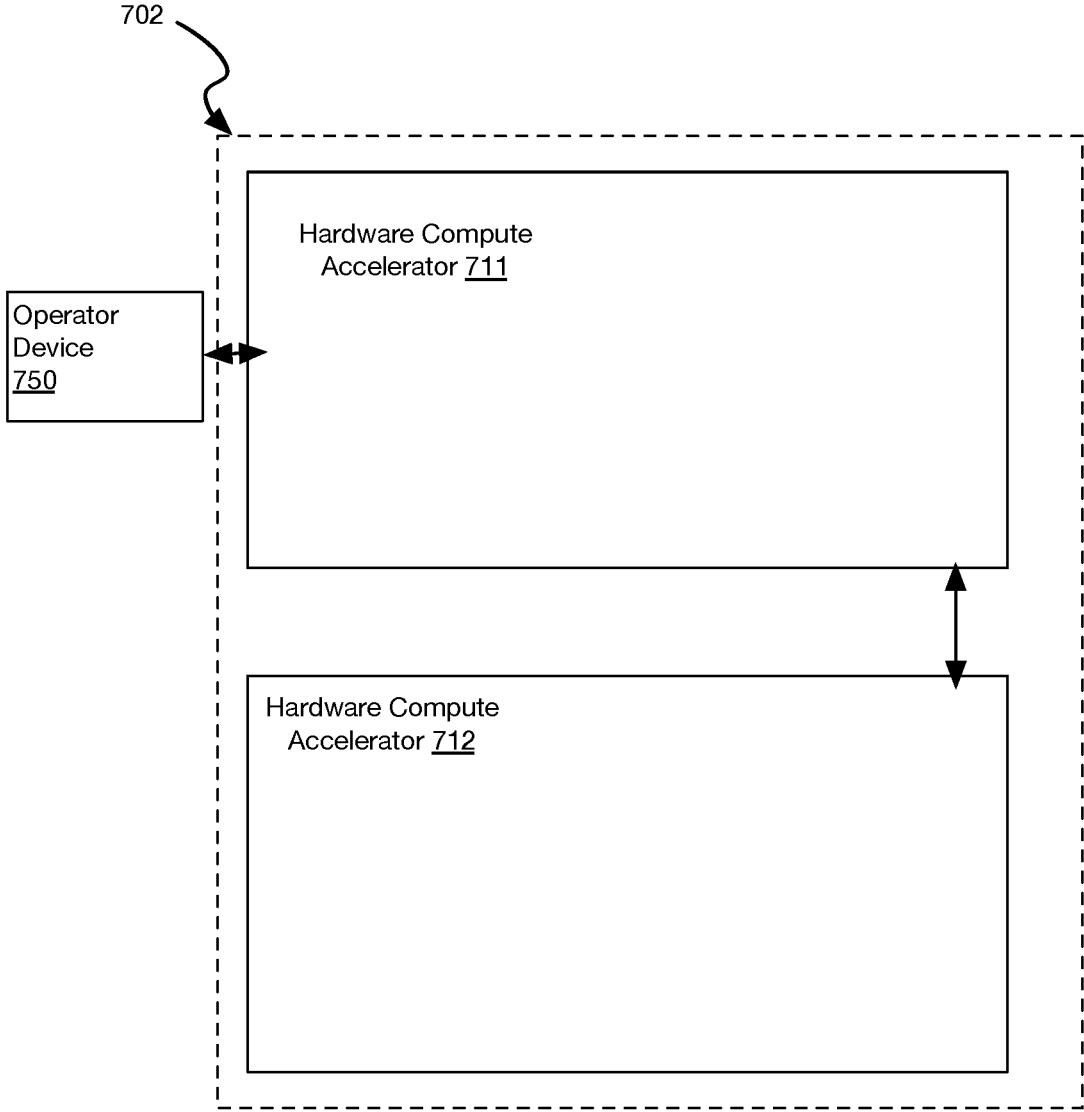 702
Hardware Compute
Accelerator 711
Operator
Device
750
Hardware Compute
Accelerator 712